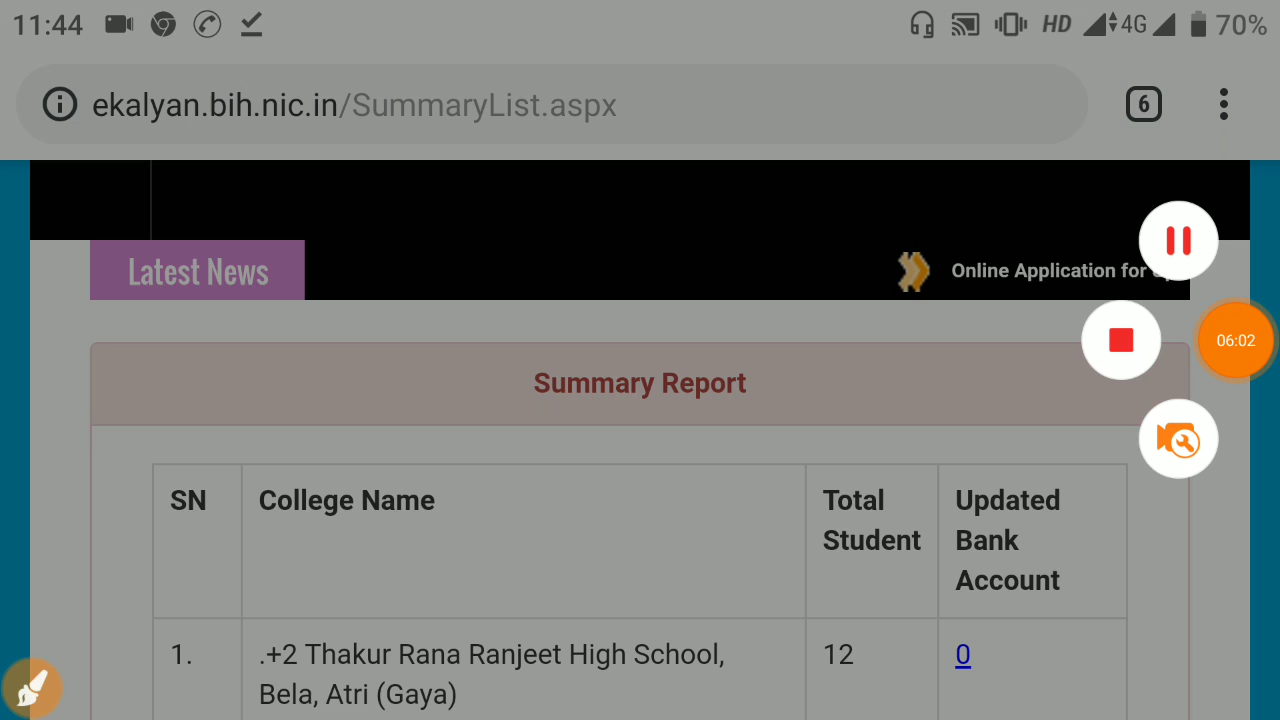 11:44 HD 4G 70%
ekalyan.bih.nic.in/SummaryList.aspx 6
Latest News Online Application for
06:02
Summary Report
SN College Name Total Updated
Student Bank
Account
1. .+2 Thakur Rana Ranjeet High School, 12 0
Bela, Atri (Gaya)